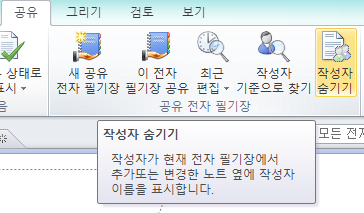 공유 그리기 검토 보기
상태로 새 공유 이 전자 최근 작성자 작성자
표시 전자 필기장 필기장 공유 편집 기준으로 찾기 숨기기
공유 전자 필기장
작성자 숨기기
모든 전자
작성자가 현재 전자 필기장에서
추가또는 변경한 노트 옆에 작성자
이름을 표시합니다.